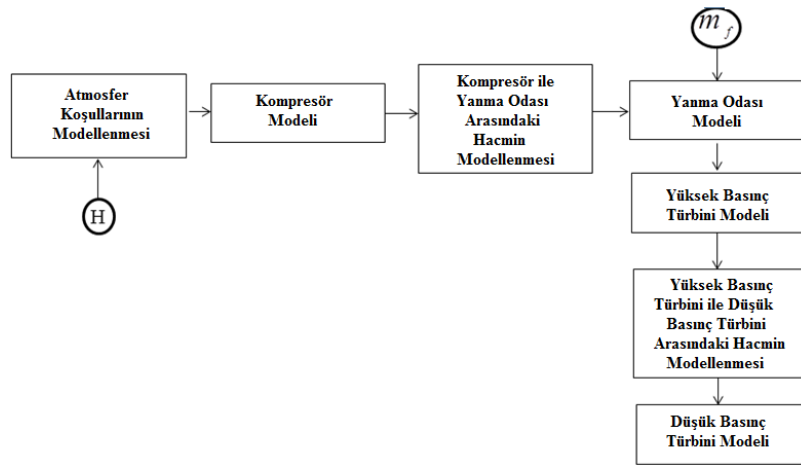 m f
Atmosfer
Koşullarının
Modellenmesi
Kompresör
Modeli
Kompresör ile
Yanma Odası
Arasındaki
Hacmin
Modellenmesi
Yanma Odası
Modeli
H
Yüksek Basınç
Türbini Modeli
Yüksek Basınç
Türbini ile Düşük
Basınç Türbini
Arasındaki Hacmin
Modellenmesi
Düşük Basınç
Türbini Modeli